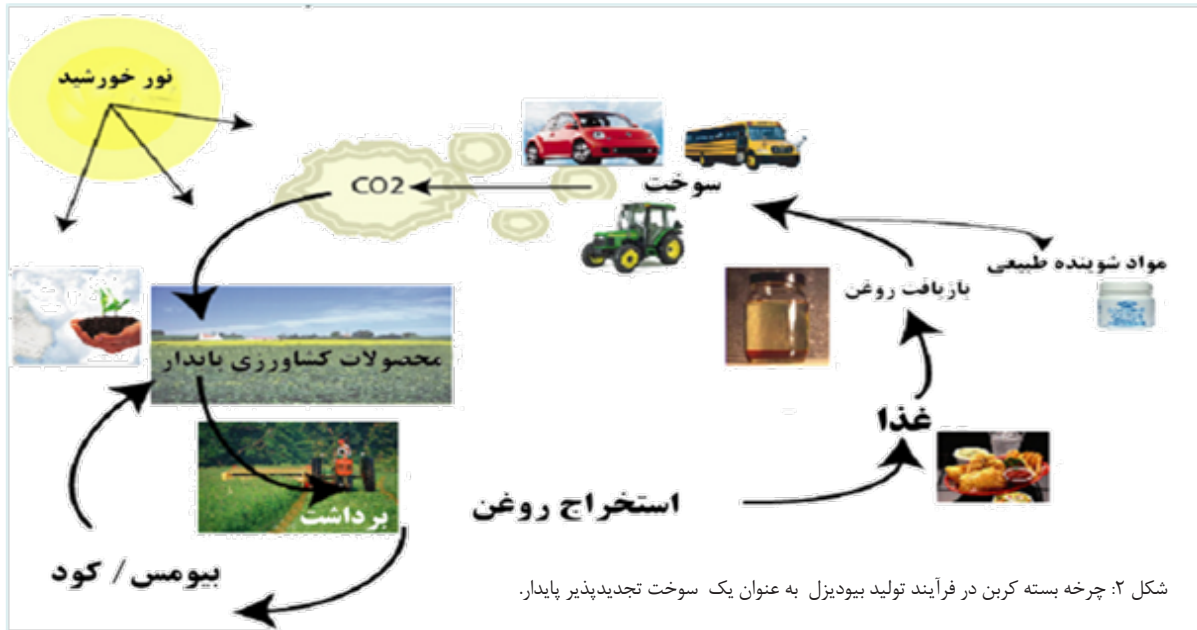 نور خورشید
CO2
سوخت
مواد شوینده طبیعی
بازیافت روغن
محصولات کشاورزی پایدار
غذا
برداشت
استخراج روغن
بیومس / کود
شکل ۲: چرخه بسته کربن در فرآیند تولید بیودیزل به عنوان یک سوخت تجدیدپذیر پایدار.